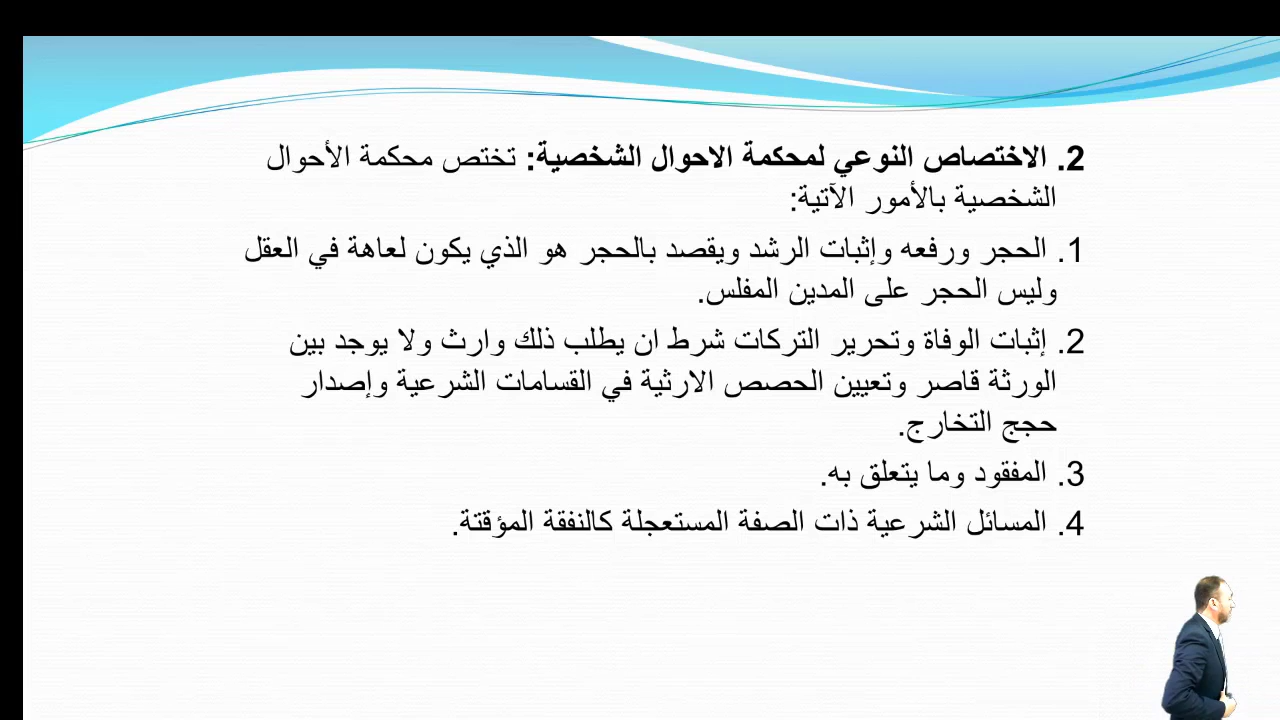 2. الاختصاص النوعي لمحكمة الاحوال الشخصية: تختص محكمة الأحوال
الشخصية بالأمور الآتية:
1. الحجر ورفعه وإثبات الرشد ويقصد بالحجر هو الذي يكون لعاهة في العقل
وليس الحجر على المدين المفلس.
2. إثبات الوفاة وتحرير التركات شرط ان يطلب ذلك وارث ولا يوجد بين
الورثة قاصر وتعيين الحصص الارثية في القسامات الشرعية وإصدار
حجج التخارج.
3. المفقود وما يتعلق به.
4. المسائل الشرعية ذات الصفة المستعجلة كالنفقة المؤقتة.